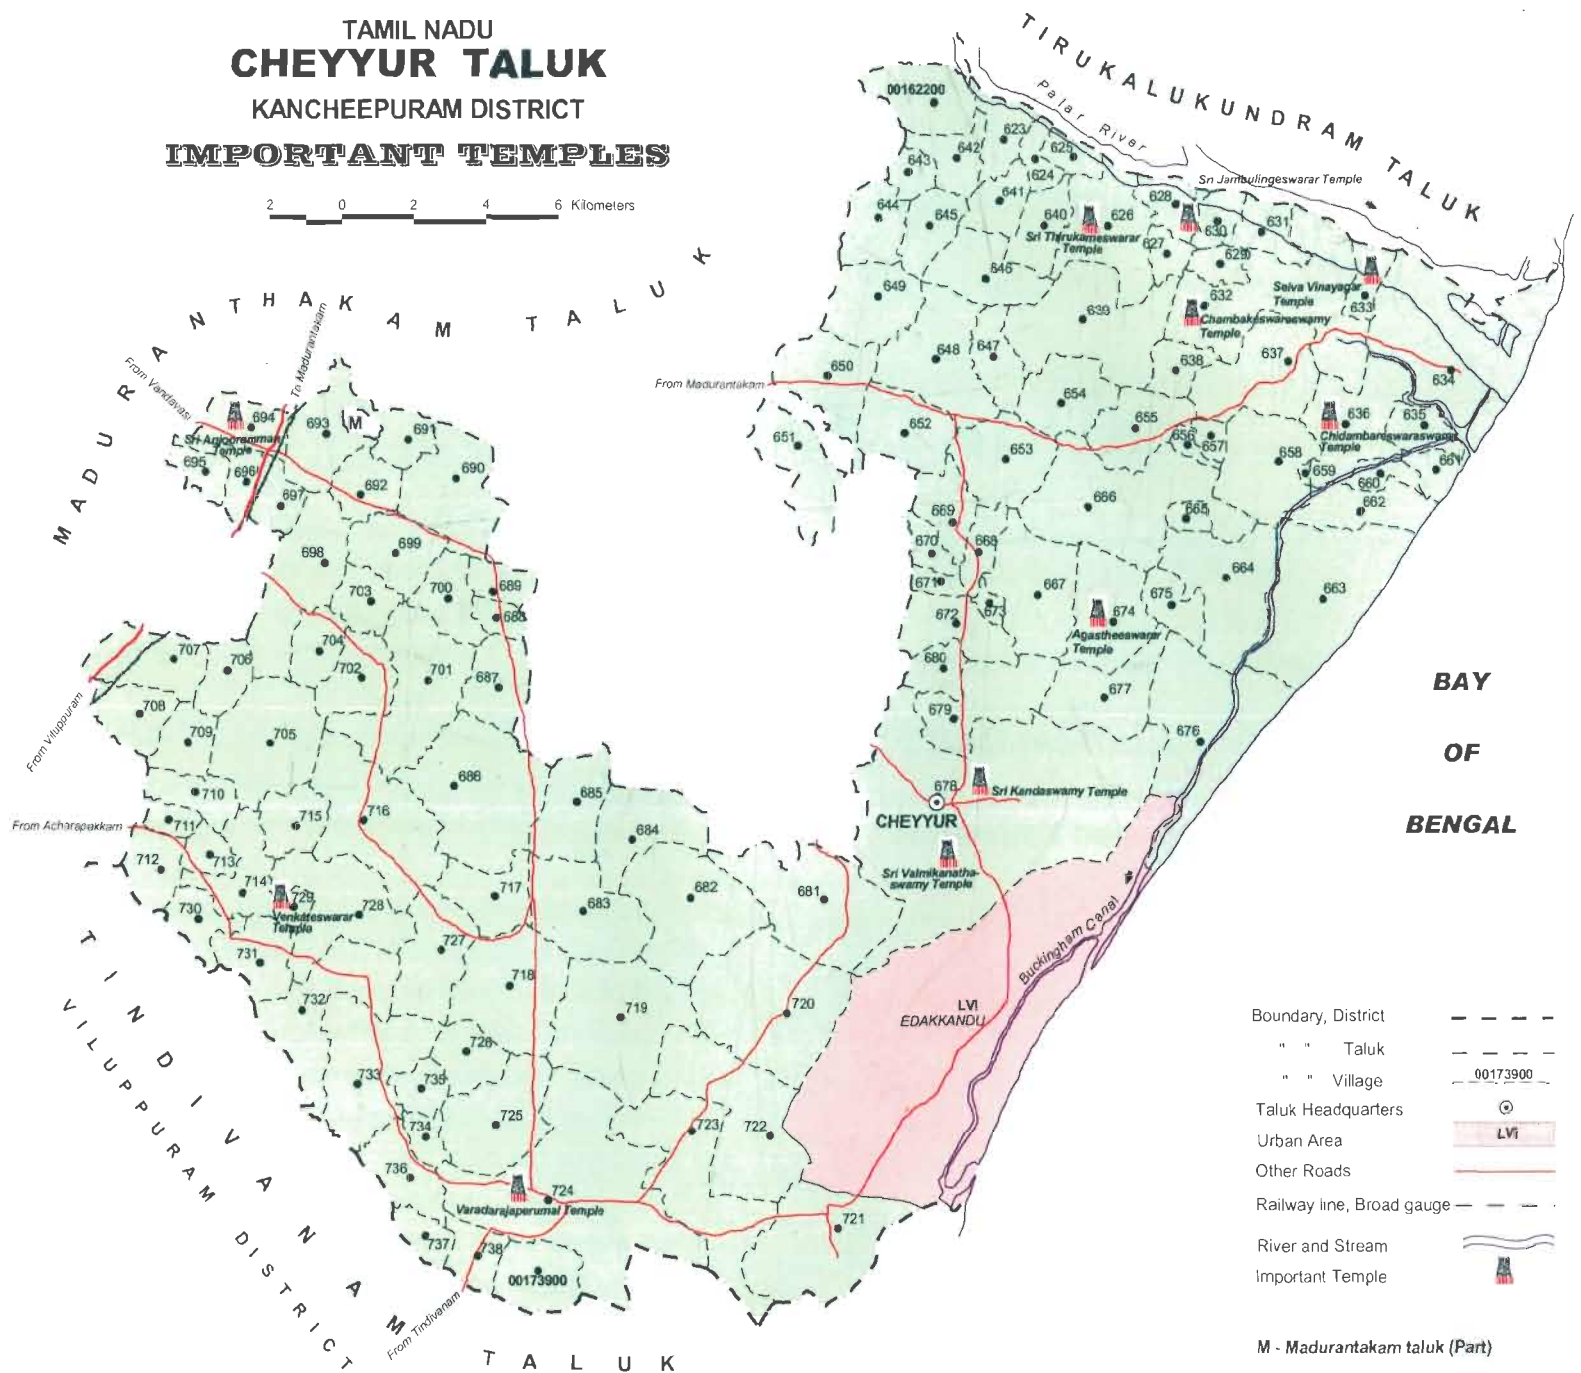 TAMIL NADU
CHEYYUR TALUK
KANCHEEPURAM DISTRICT
IMPORTANT TEMPLES
2 0 2 4 6 Kilometers
TIRUKALUKUNDRAM TALUK
Palar River
MADURANTHAKAM TALUK
From Vandavasi
To Madurantakam
From Madurantakam
From Viluppuram
From Acharapakkam
From Tindivanam
TINDIVANAM TALUK
VILUPPURAM DISTRICT
BAY
OF
BENGAL
00162200
623
642
625
643
624
641
644
645
640
626
628
630
631
627
629
Sri Jambulingeswarar Temple
Sri Thirukameswarar
Temple
646
649
632
Selva Vinayagar
Temple
633
Chambakeswaraswamy
Temple
639
648
647
638
637
634
650
654
655
636
635
Chidambareswaraswamy
Temple
651
652
653
656
657
658
659
660
661
662
666
665
669
668
670
671
667
664
663
672
673
674
675
Agastheeswarar
Temple
680
677
679
676
678
Sri Kandaswamy Temple
CHEYYUR
Sri Valmikanatha-
swamy Temple
694
693
M
691
Sri Anjooramman
Temple
695
696
690
697
692
698
699
703
700
689
688
704
702
701
687
707
706
708
709
705
686
710
711
715
716
685
684
712
713
714
729
717
682
681
683
730
728
Venkateswarar
Temple
727
731
718
732
719
720
LVi
EDAKKANDU
Buckingham Canal
726
733
735
725
734
723
722
736
724
Varadarajaperumal Temple
721
737
738
00173900
Boundary, District
" " Taluk
" " Village 00173900
Taluk Headquarters
Urban Area LVi
Other Roads
Railway line, Broad gauge
River and Stream
Important Temple
M - Madurantakam taluk (Part)